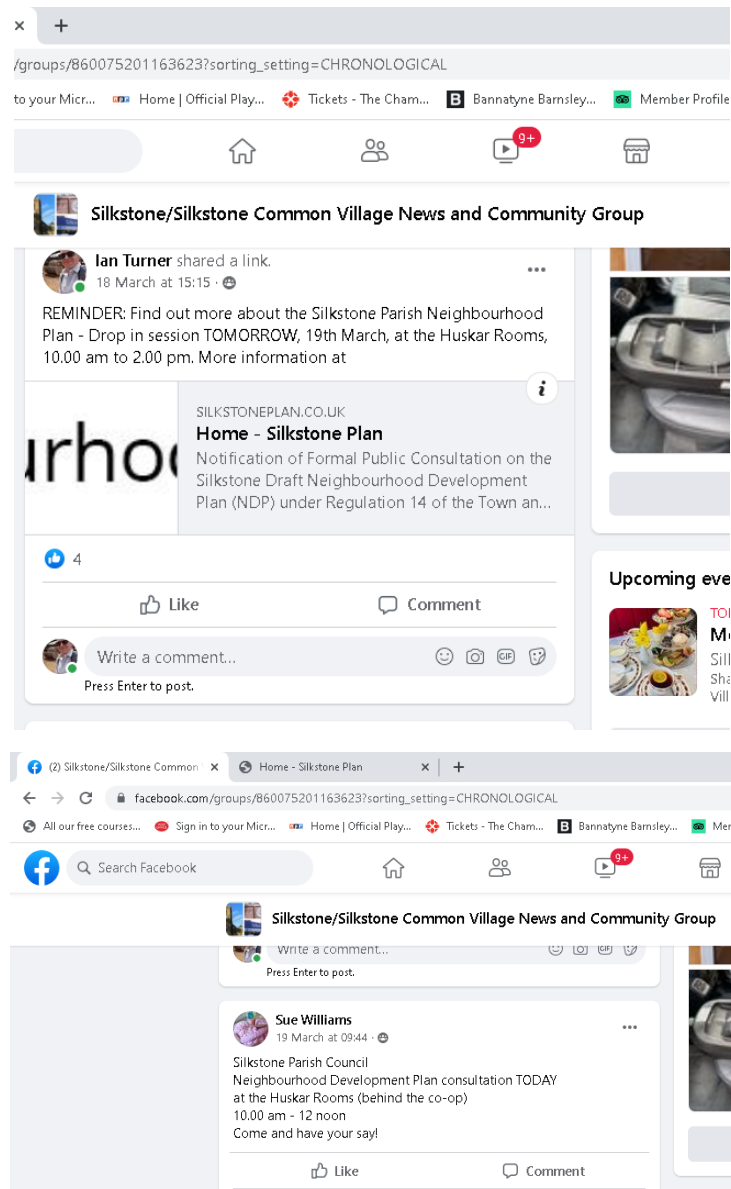 /groups/860075201163623?sorting_setting=CHRONOLOGICAL
to your Micr... Home | Official Play... Tickets - The Cham... B Bannatyne Barnsley... Member Profile
9+
Silkstone/Silkstone Common Village News and Community Group
Ian Turner shared a link.
18 March at 15:15 ·
REMINDER: Find out more about the Silkstone Parish Neighbourhood
Plan - Drop in session TOMORROW, 19th March, at the Huskar Rooms,
10.00 am to 2.00 pm. More information at
urhoo
SILKSTONEPLAN.CO.UK
Home - Silkstone Plan
Notification of Formal Public Consultation on the
Silkstone Draft Neighbourhood Development
Plan (NDP) under Regulation 14 of the Town an...
4
Like Comment
Write a comment... GIF
Press Enter to post.
Upcoming eve
TO
M
Sil
Sha
Vill
(2) Silkstone/Silkstone Common Home - Silkstone Plan
facebook.com/groups/860075201163623?sorting_setting=CHRONOLOGICAL
All our free courses... Sign in to your Micr... Home | Official Play... Tickets - The Cham... B Bannatyne Barnsley... Mer
Search Facebook 9+
Silkstone/Silkstone Common Village News and Community Group
Write a comment... GIF
Press Enter to post.
Sue Williams
19 March at 09:44 ·
Silkstone Parish Council
Neighbourhood Development Plan consultation TODAY
at the Huskar Rooms (behind the co-op)
10.00 am - 12 noon
Come and have your say!
Like Comment